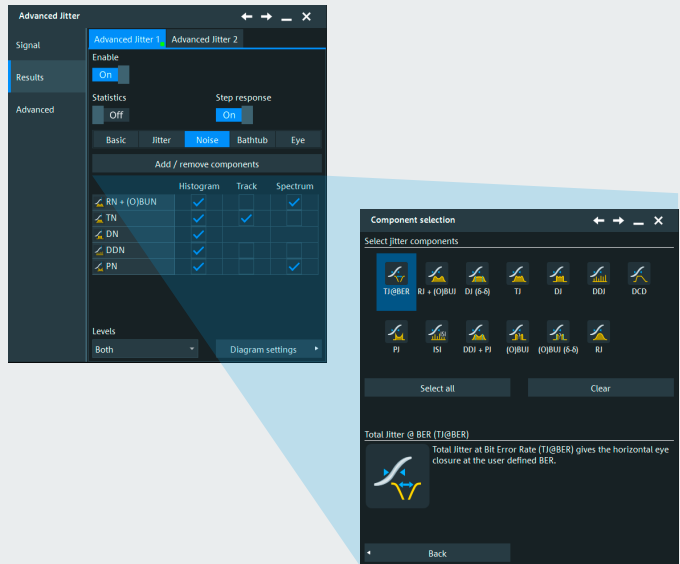 Advanced Jitter
Signal
Results
Advanced
Advanced Jitter 1 Advanced Jitter 2
Enable
On
Statistics Step response
Off On
Basic Jitter Noise Bathtub Eye
Add / remove components
Histogram Track Spectrum
RN + (O)BUN
TN
DN
DDN
PN
Levels
Both Diagram settings
Component selection
Select jitter components
TJ@BER RJ + (O)BUJ DJ (δ-δ) TJ DJ DDJ DCD
PJ ISI DDJ + PJ (O)BUJ (O)BUJ (δ-δ) RJ
Select all Clear
Total Jitter @ BER (TJ@BER)
Total Jitter at Bit Error Rate (TJ@BER) gives the horizontal eye
closure at the user defined BER.
Back